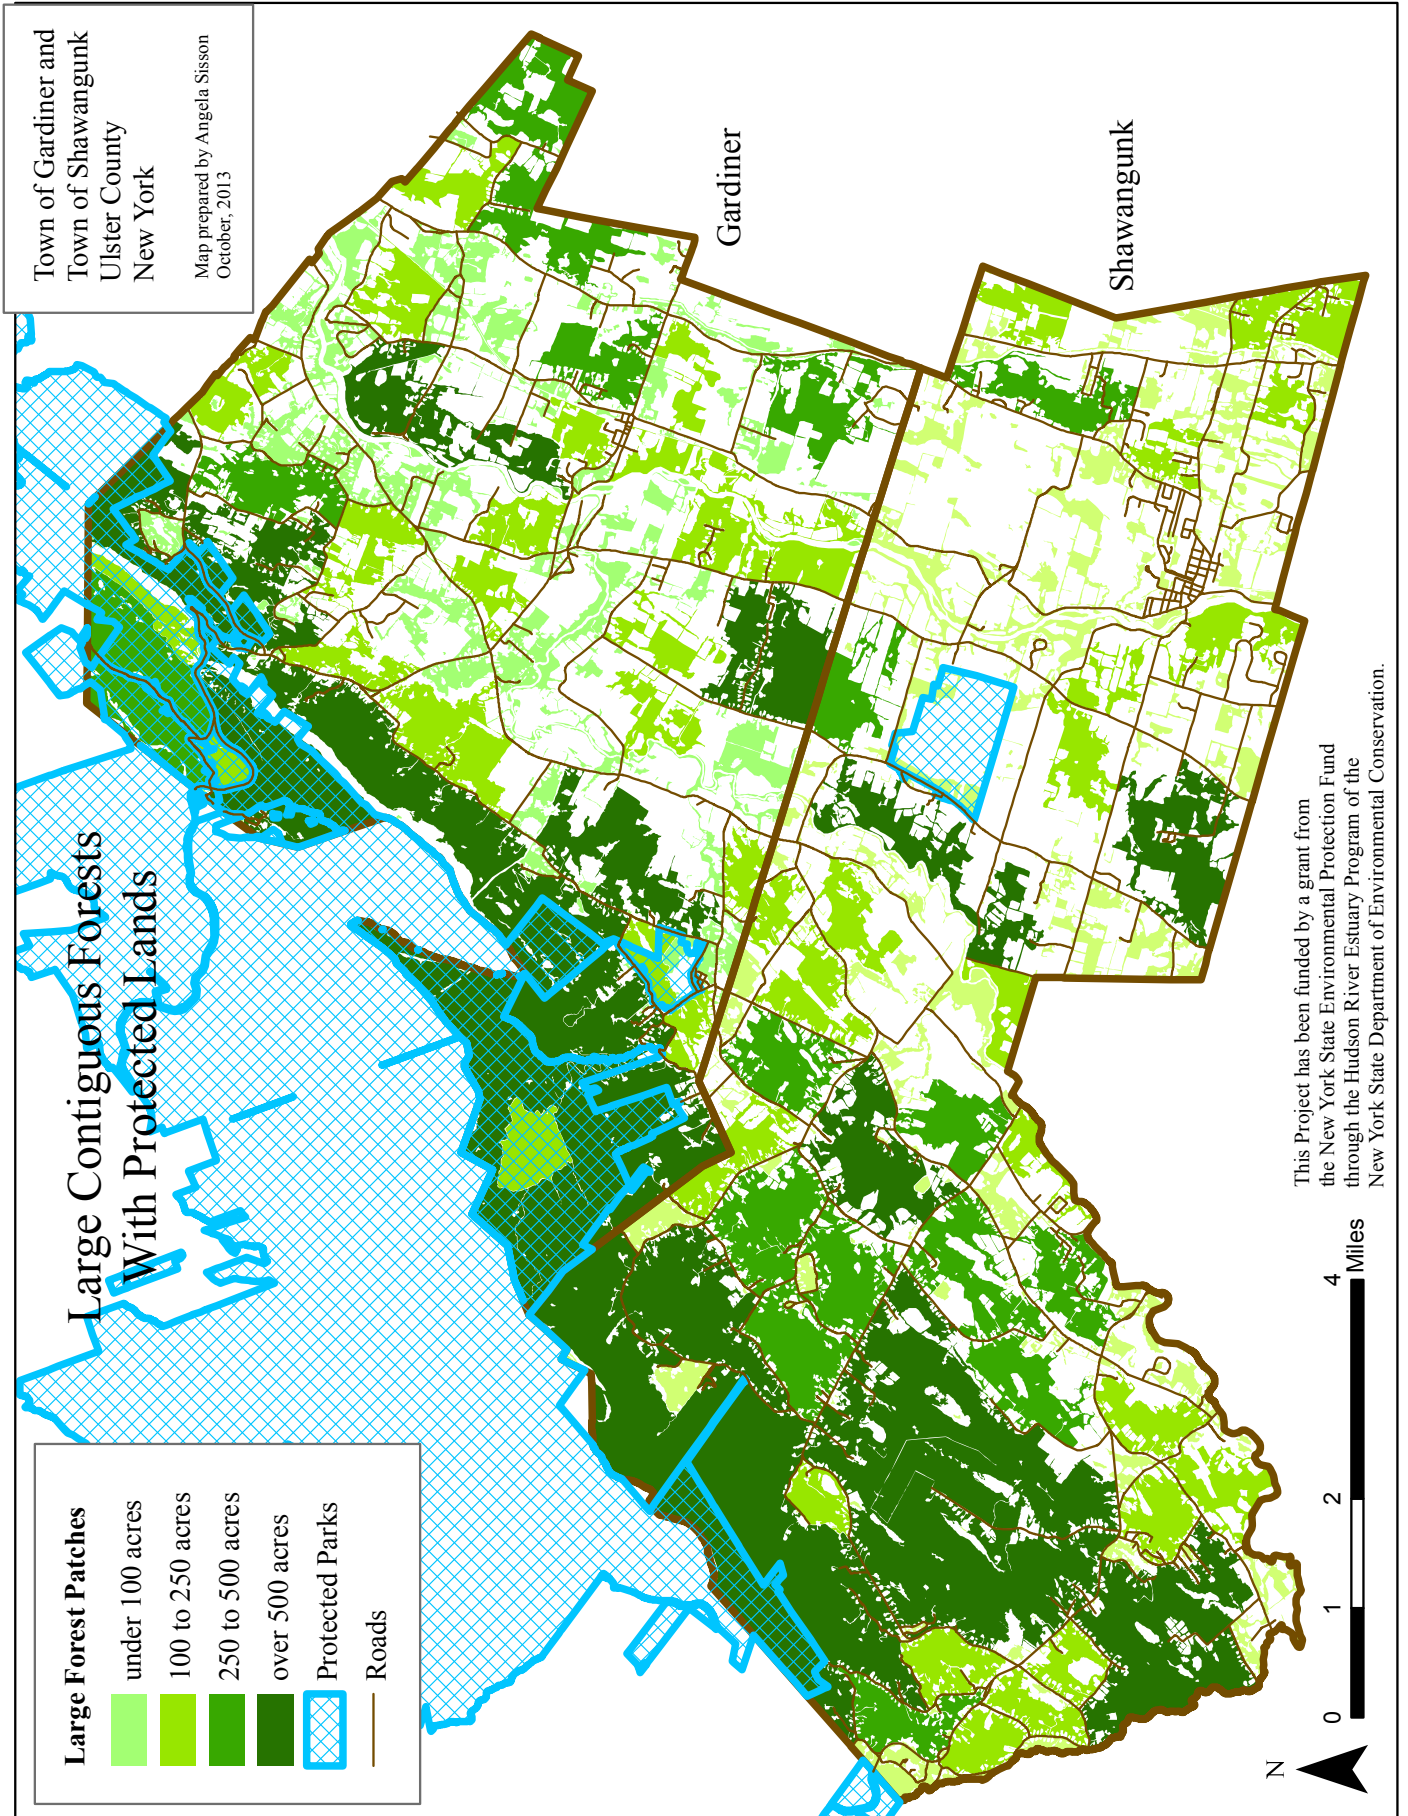 Large Contiguous Forests
With Protected Lands
Town of Gardiner and
Town of Shawangunk
Ulster County
New York
Map prepared by Angela Sisson
October, 2013
Gardiner
Shawangunk
Large Forest Patches
under 100 acres
100 to 250 acres
250 to 500 acres
over 500 acres
Protected Parks
Roads
N
0 1 2 4
Miles
This Project has been funded by a grant from
the New York State Environmental Protection Fund
through the Hudson River Estuary Program of the
New York State Department of Environmental Conservation.